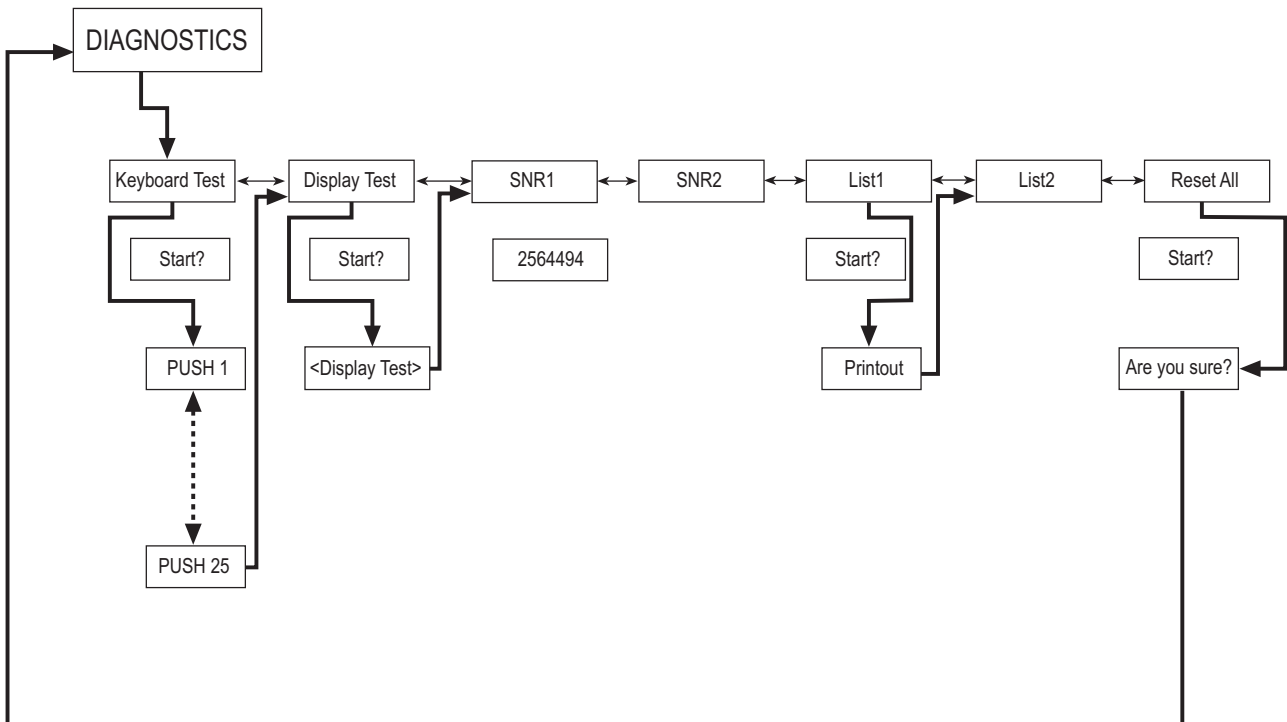 DIAGNOSTICS
Keyboard Test
Display Test
SNR1
SNR2
List1
List2
Reset All
Start?
Start?
2564494
Start?
Start?
PUSH 1
<Display Test>
Printout
Are you sure?
PUSH 25